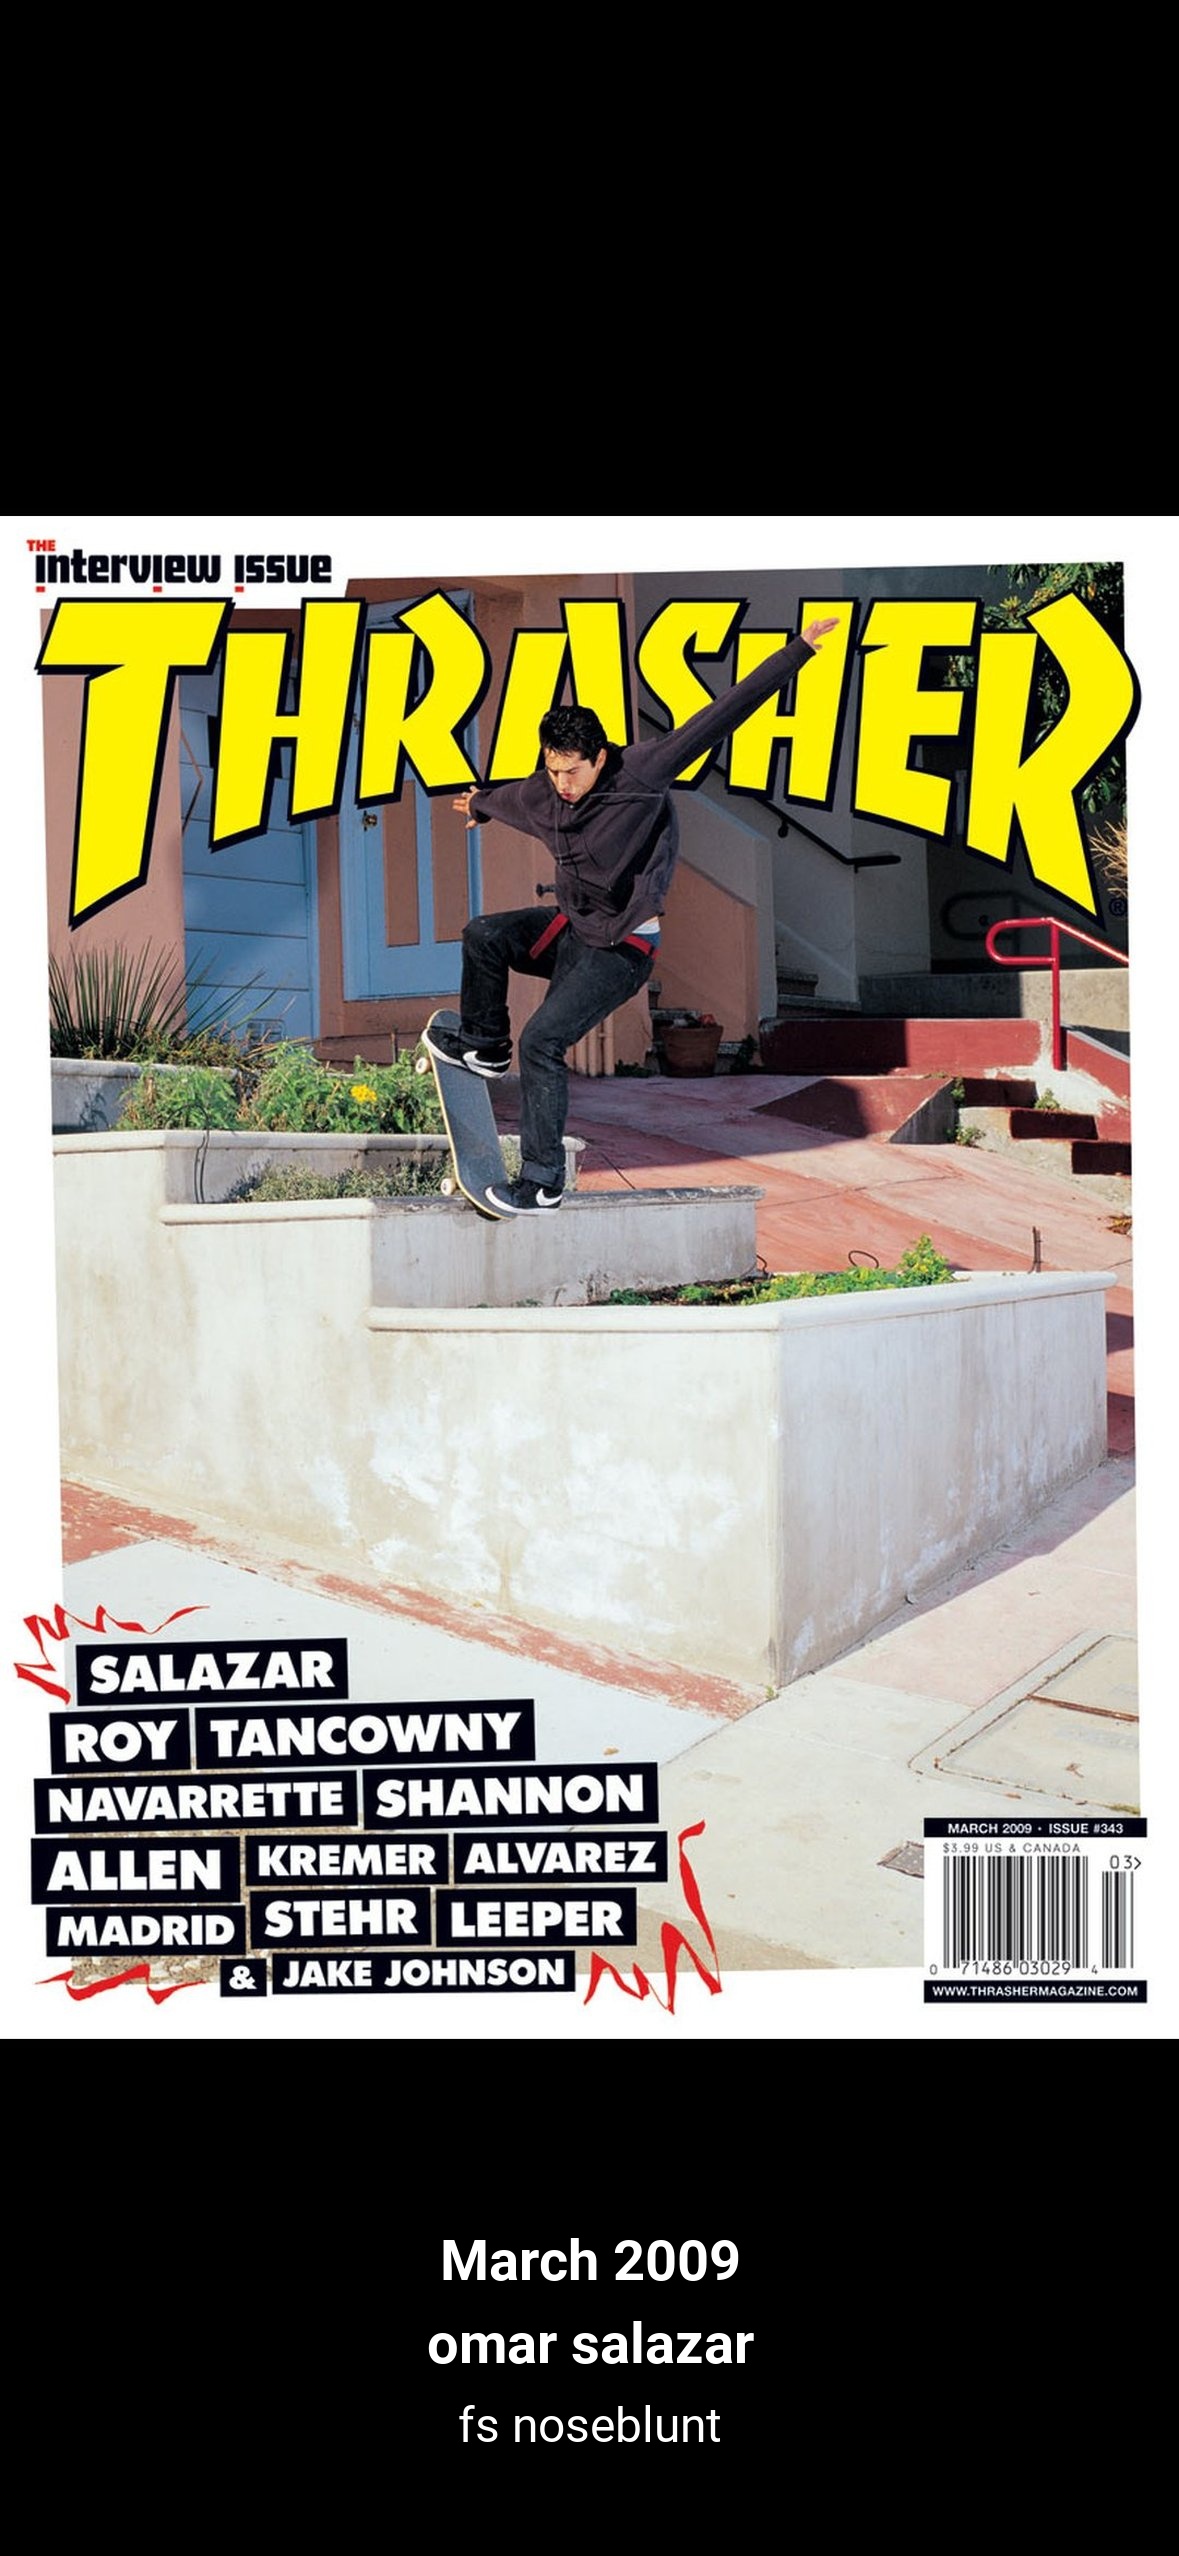 THE
interview issue
THRASHER
®
SALAZAR
ROY TANCOWNY
NAVARRETTE SHANNON
ALLEN KREMER ALVAREZ
MADRID STEHR LEEPER
& JAKE JOHNSON
MARCH 2009 • ISSUE #343
$3.99 US & CANADA
03>
0 71486 03029 4
WWW.THRASHERMAGAZINE.COM
March 2009
omar salazar
fs noseblunt